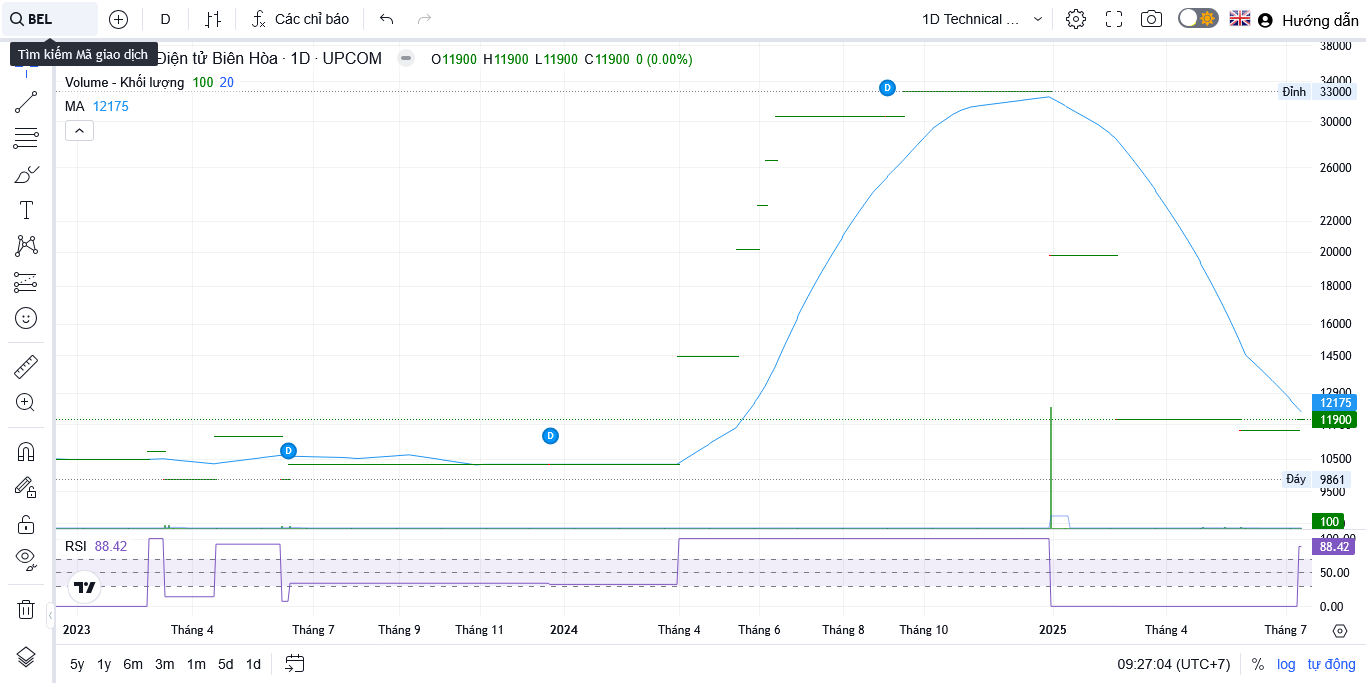 BEL
D
Các chỉ báo
1D Technical ...
Hướng dẫn
Tìm kiếm Mã giao dịch
Điện tử Biên Hòa · 1D · UPCOM
O11900 H11900 L11900 C11900 0 (0.00%)
Volume - Khối lượng 100 20
MA 12175
38000
34000
Đỉnh 33000
30000
26000
22000
20000
18000
16000
14500
12900
12175
11900
10500
Đáy 9861
9500
100
D
D
D
RSI 88.42
100.00
88.42
50.00
0.00
2023 Tháng 4 Tháng 7 Tháng 9 Tháng 11 2024 Tháng 4 Tháng 6 Tháng 8 Tháng 10 2025 Tháng 4 Tháng 7
5y 1y 6m 3m 1m 5d 1d
09:27:04 (UTC+7) % log tự động